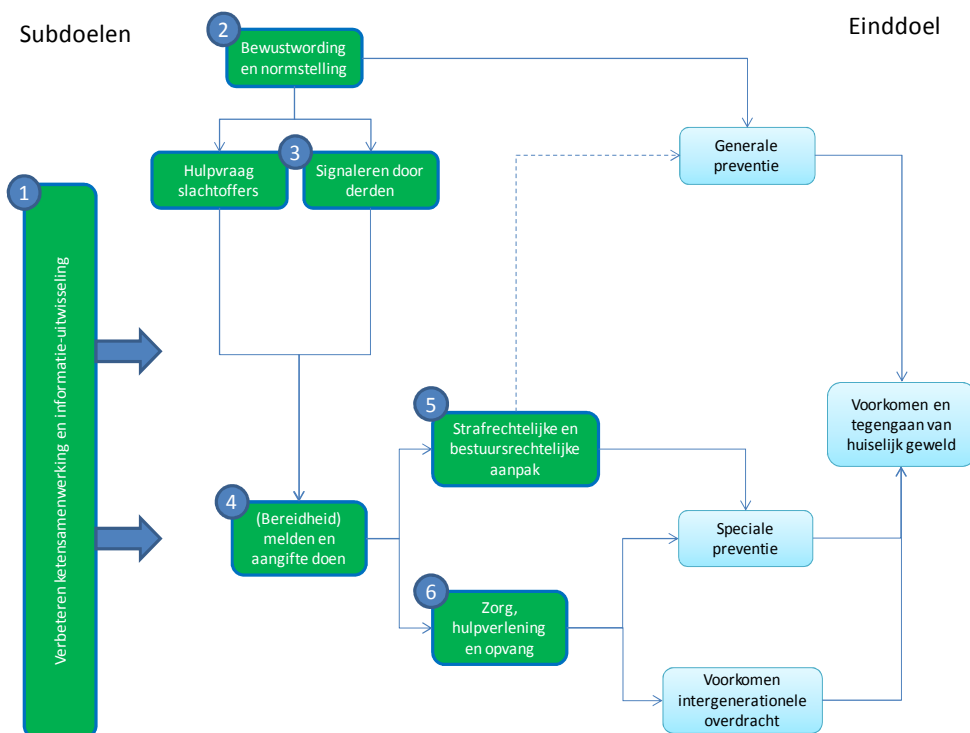 Subdoelen
Einddoel
2
Bewustwording
en normstelling
Generale
preventie
3
Hulpvraag
slachtoffers
Signaleren door
derden
1
Verbeteren ketensamenwerking en informatie-uitwisseling
5
Strafrechtelijke en
bestuursrechtelijke
aanpak
Voorkomen en
tegengaan van
huiselijk geweld
4
(Bereidheid)
melden en
aangifte doen
Speciale
preventie
6
Zorg,
hulpverlening
en opvang
Voorkomen
intergenerationele
overdracht